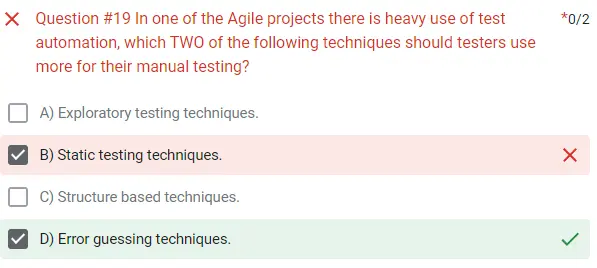 Question #19 In one of the Agile projects there is heavy use of test *0/2
automation, which TWO of the following techniques should testers use
more for their manual testing?
A) Exploratory testing techniques.
B) Static testing techniques.
C) Structure based techniques.
D) Error guessing techniques.